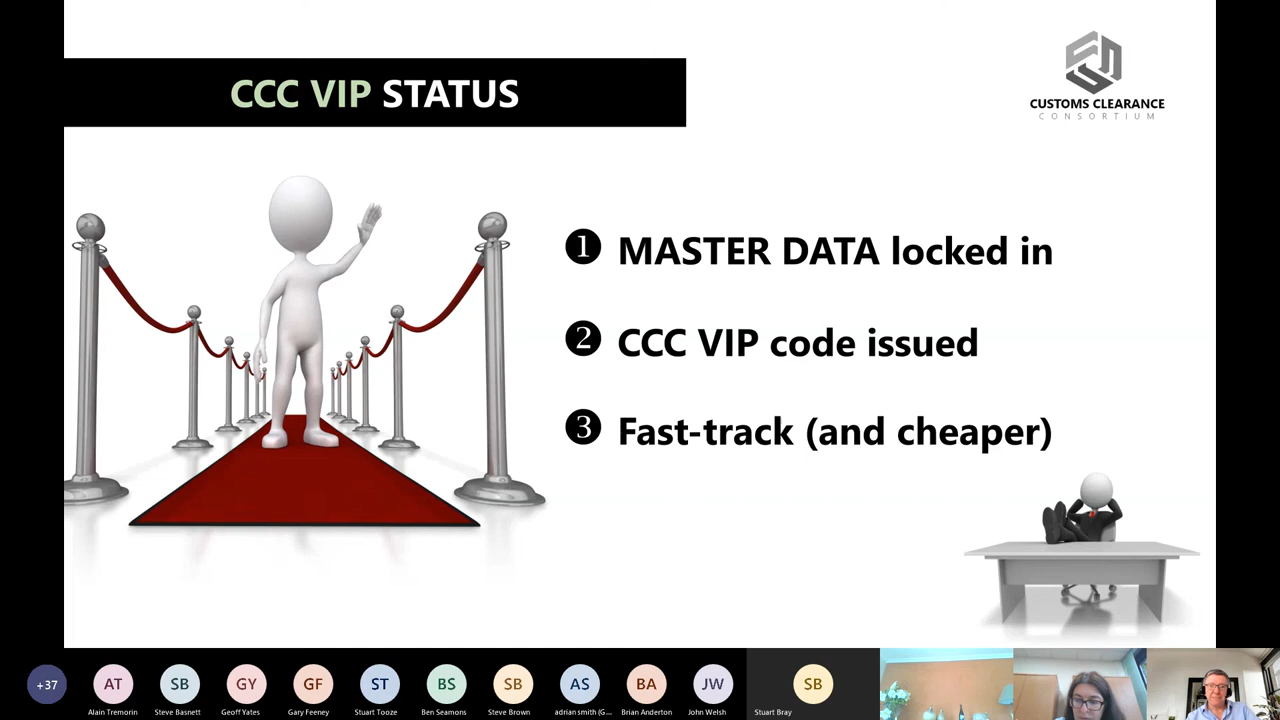 CCC VIP STATUS
CUSTOMS CLEARANCE
CONSORTIUM
❶ MASTER DATA locked in
❷ CCC VIP code issued
❸ Fast-track (and cheaper)
+37
AT
SB
GY
GF
ST
BS
SB
AS
BA
JW
SB
Alain Tremorin
Steve Basnett
Geoff Yates
Gary Feeney
Stuart Tooze
Ben Seamons
Steve Brown
adrian smith (G...
Brian Anderton
John Welsh
Stuart Bray